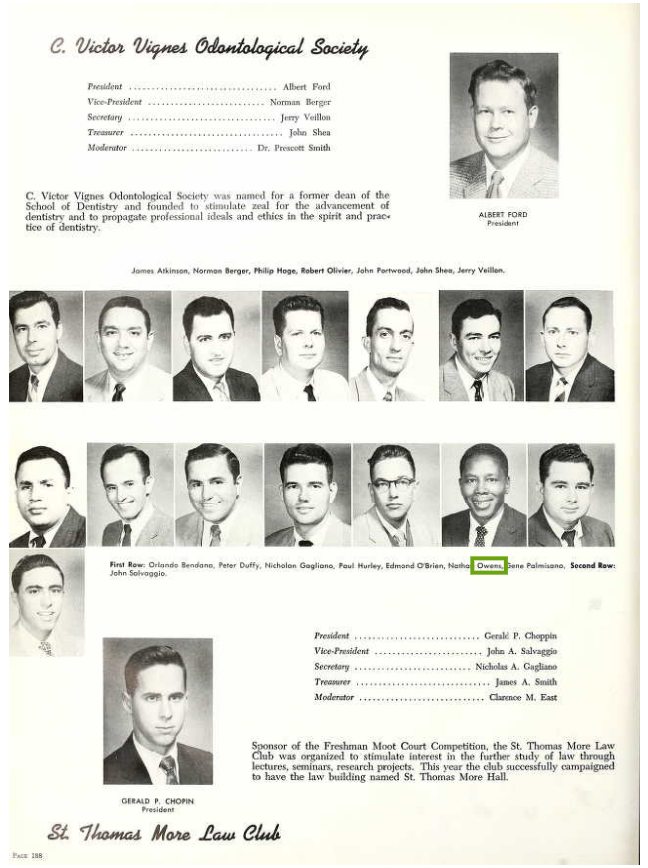 C. Victor Vignes Odontological Society
President ................................ Albert Ford
Vice-President ........................ Norman Berger
Secretary ............................... Jerry Veillon
Treasurer ................................ John Shea
Moderator .......................... Dr. Prescott Smith
C. Victor Vignes Odontological Society was named for a former dean of the
School of Dentistry and founded to stimulate zeal for the advancement of
dentistry and to propagate professional ideals and ethics in the spirit and prac-
tice of dentistry.
ALBERT FORD
President
James Atkinson, Norman Berger, Philip Hage, Robert Olivier, John Portwood, John Shea, Jerry Veillon.
First Row: Orlando Bendana, Peter Duffy, Nicholan Gagliano, Paul Hurley, Edmond O'Brien, Natha Owens, Gene Palmisano, Second Row:
John Salvaggio.
President ........................... Gerald P. Choppin
Vice-President ....................... John A. Salvaggio
Secretary ......................... Nicholas A. Gagliano
Treasurer ............................. James A. Smith
Moderator ........................... Clarence M. East
Sponsor of the Freshman Moot Court Competition, the St. Thomas More Law
Club was organized to stimulate interest in the further study of law through
lectures, seminars, research projects. This year the club successfully campaigned
to have the law building named St. Thomas More Hall.
GERALD P. CHOPIN
President
St. Thomas More Law Club
PAGE 188